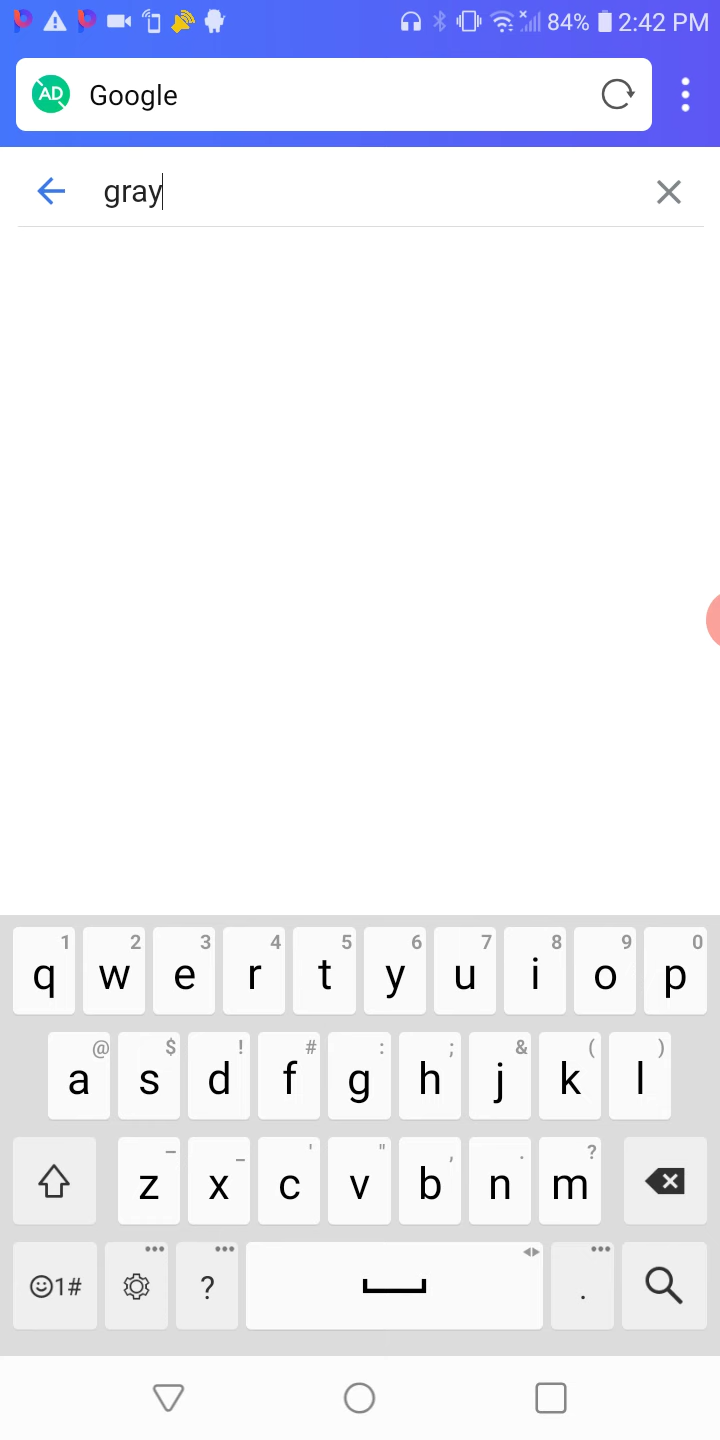 84% 2:42 PM
AD Google
gray
1 2 3 4 5 6 7 8 9 0
q w e r t y u i o p
@ $ ! # : ; & ( )
a s d f g h j k l
– _ ' " , . ?
z x c v b n m
1# ? .